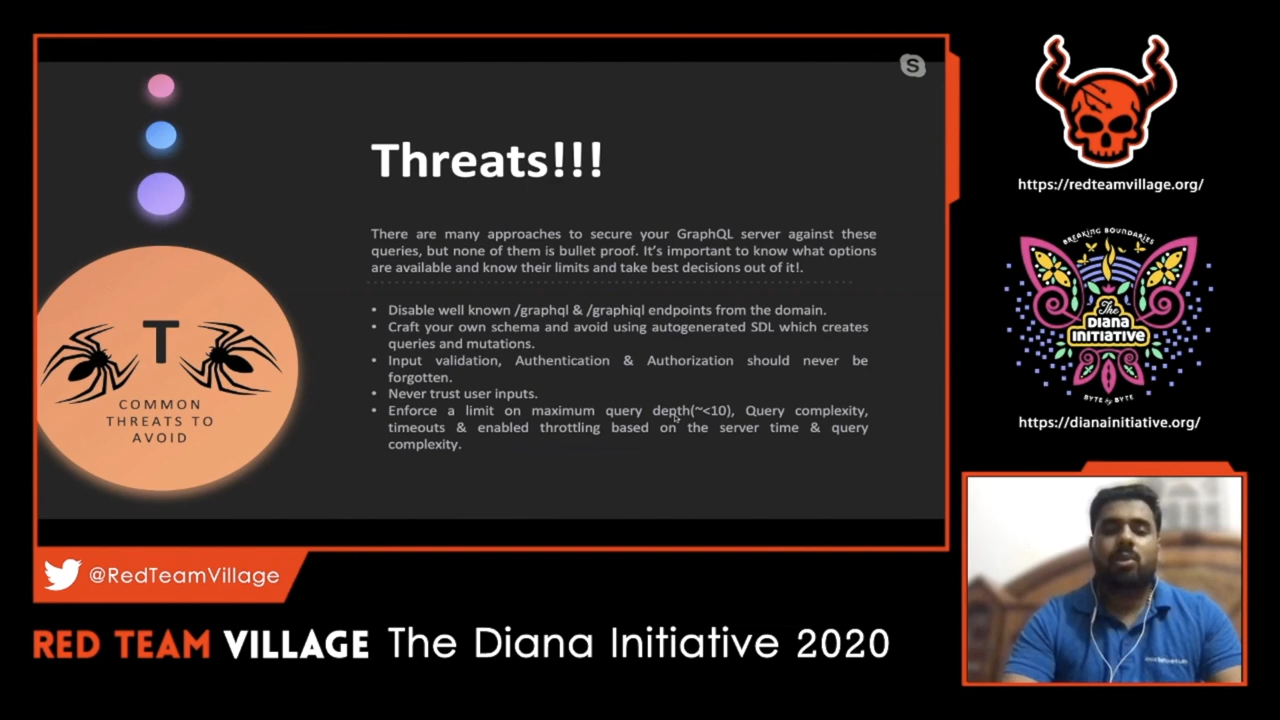 S
Threats!!!
There are many approaches to secure your GraphQL server against these
queries, but none of them is bullet proof. It's important to know what options
are available and know their limits and take best decisions out of it!.
• Disable well known /graphql & /graphiql endpoints from the domain.
• Craft your own schema and avoid using autogenerated SDL which creates
queries and mutations.
• Input validation, Authentication & Authorization should never be
forgotten.
• Never trust user inputs.
• Enforce a limit on maximum query depth(~<10), Query complexity,
timeouts & enabled throttling based on the server time & query
complexity.
T
COMMON
THREATS TO
AVOID
@RedTeamVillage
RED TEAM VILLAGE The Diana Initiative 2020
https://redteamvillage.org/
BREAKING BOUNDARIES
The
DIANA
INITIATIVE
BYTE by BYTE
https://dianainitiative.org/